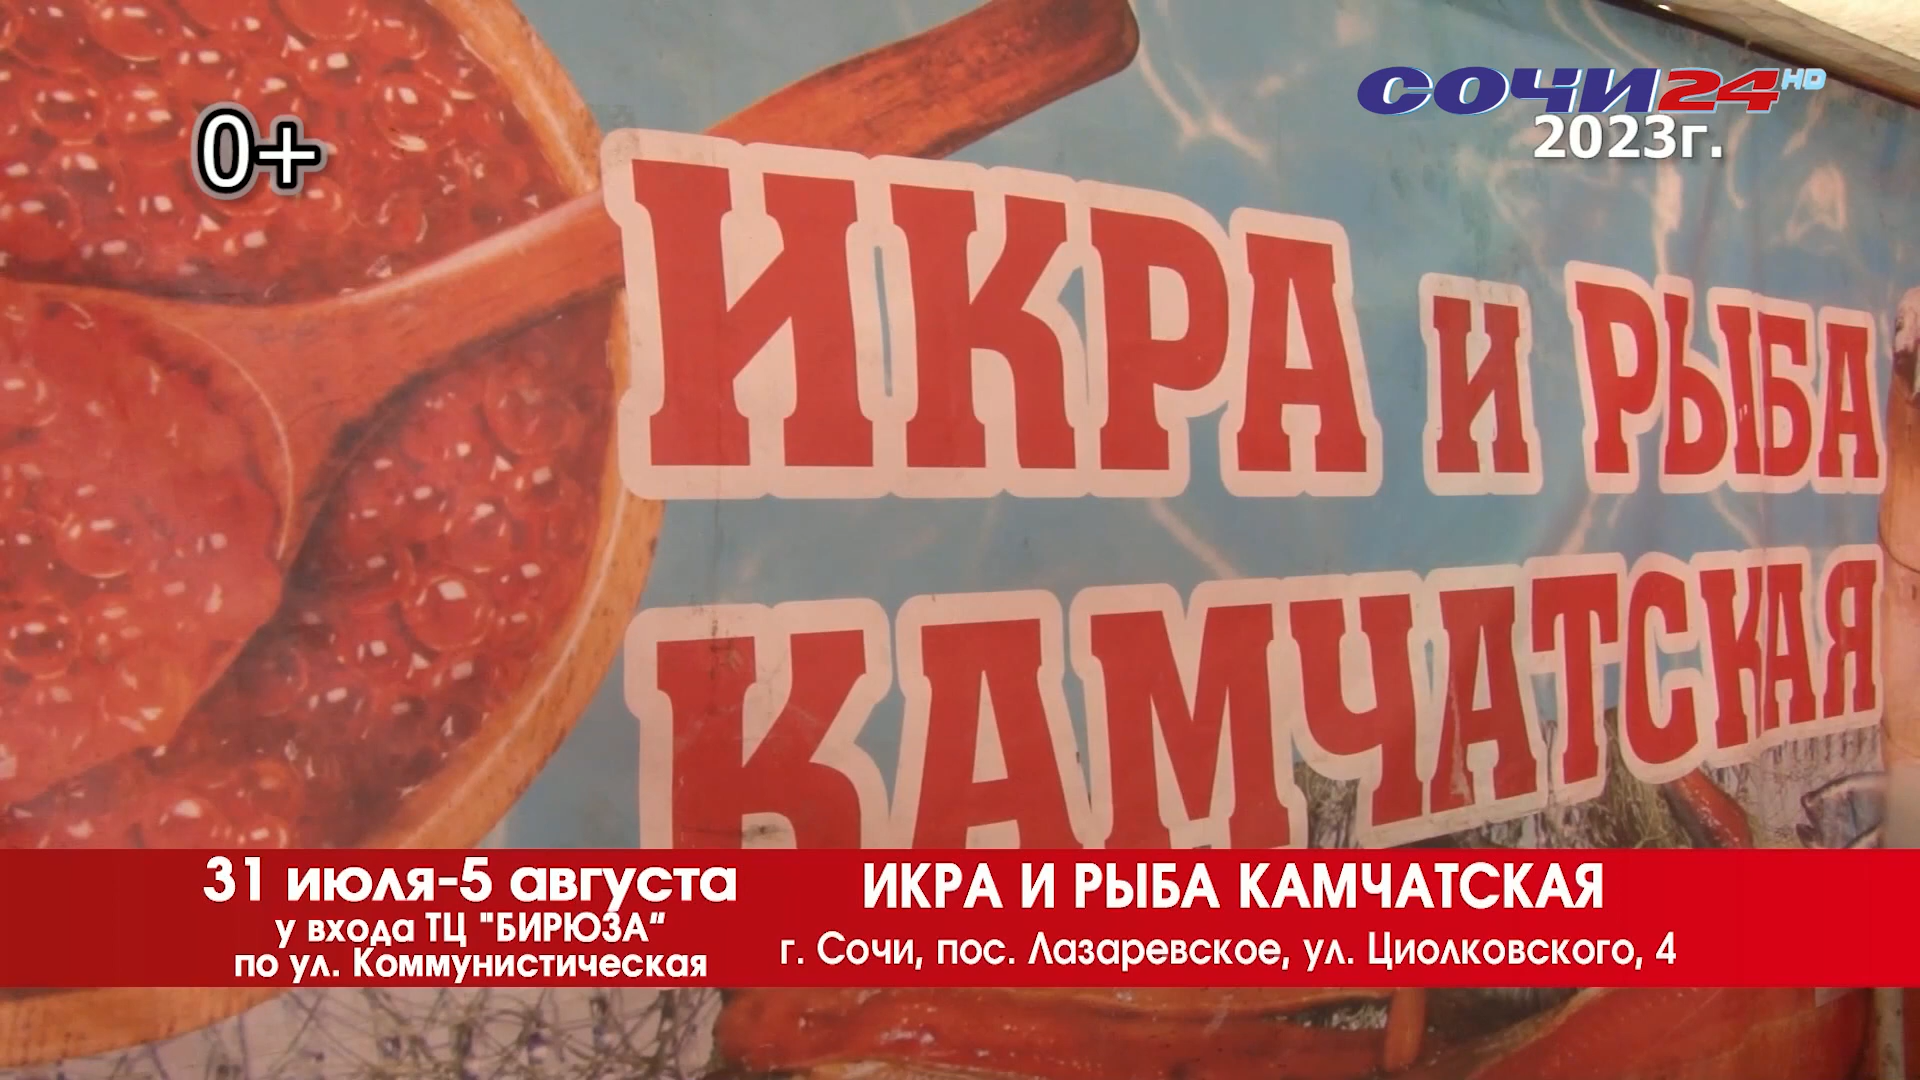 0+
СОЧИ24HD
2023г.
ИКРА И РЫБА
КАМЧАТСКАЯ
31 июля-5 августа
у входа ТЦ "БИРЮЗА"
по ул. Коммунистическая
ИКРА И РЫБА КАМЧАТСКАЯ
г. Сочи, пос. Лазаревское, ул. Циолковского, 4